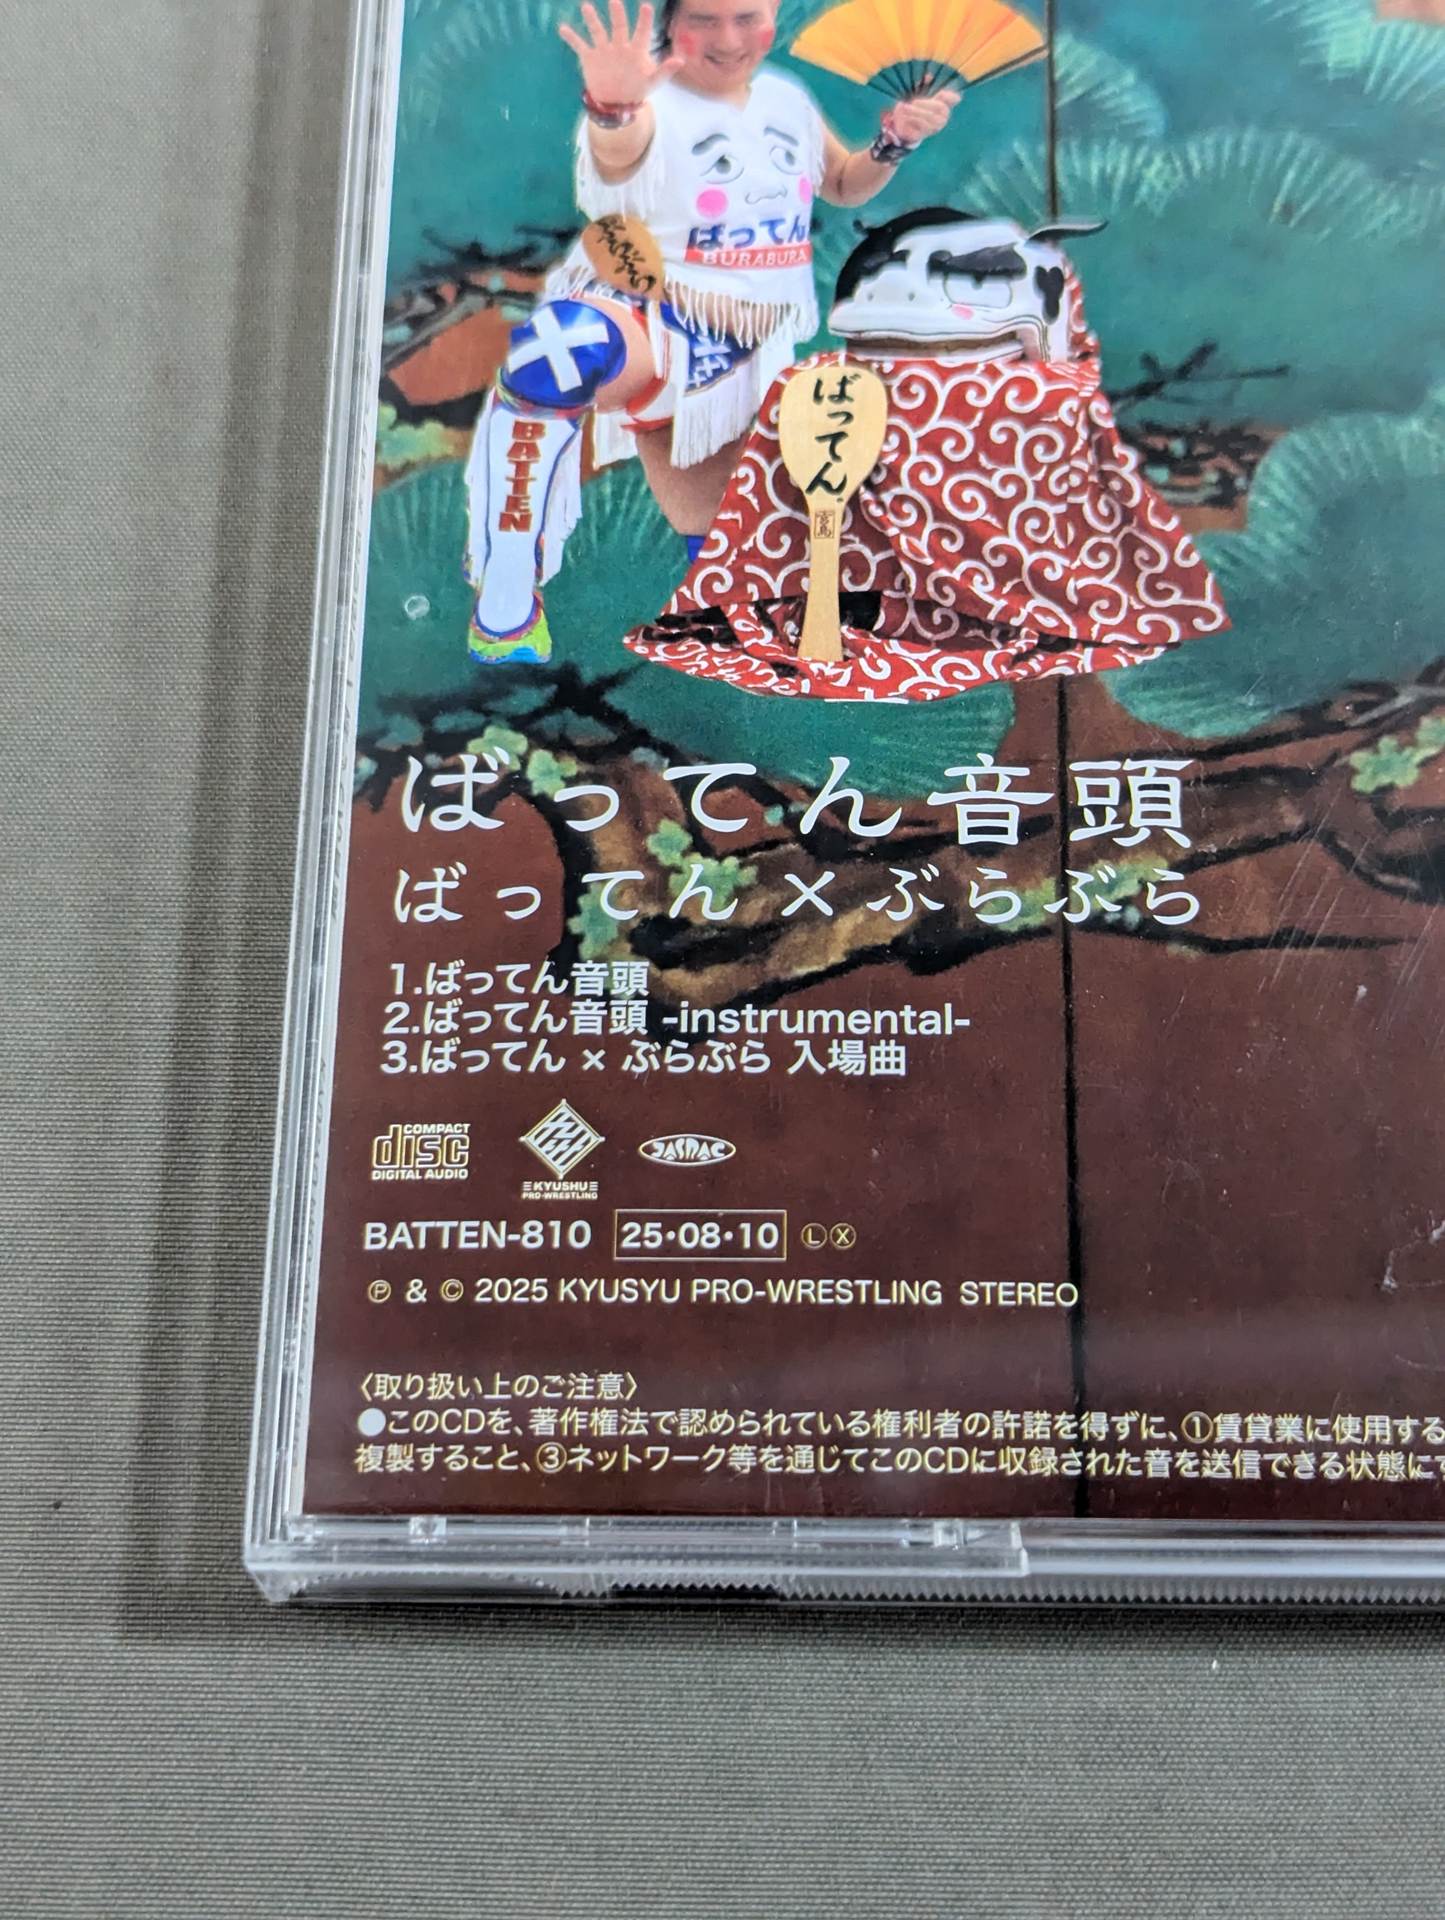 ばってん
BURABURA
BATTEN
ばってん
宮島
ばってん音頭
ばってん×ぶらぶら
1.ばってん音頭
2.ばってん音頭 -instrumental-
3.ばってん × ぶらぶら 入場曲
COMPACT
disc
DIGITAL AUDIO
KYUSHU
PRO-WRESTLING
JASRAC
BATTEN-810 25・08・10 Ⓛ Ⓧ
Ⓟ & © 2025 KYUSYU PRO-WRESTLING STEREO
〈取り扱い上のご注意〉
●このCDを、著作権法で認められている権利者の許諾を得ずに、①賃貸業に使用する
複製すること、③ネットワーク等を通じてこのCDに収録された音を送信できる状態に